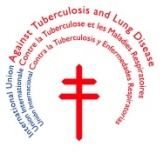 International Union Against Tuberculosis and Lung Disease
Union Internationale Contre la Tuberculose et les Maladies Respiratoires
Unión Internacional Contra la Tuberculosis y Enfermedades Respiratorias